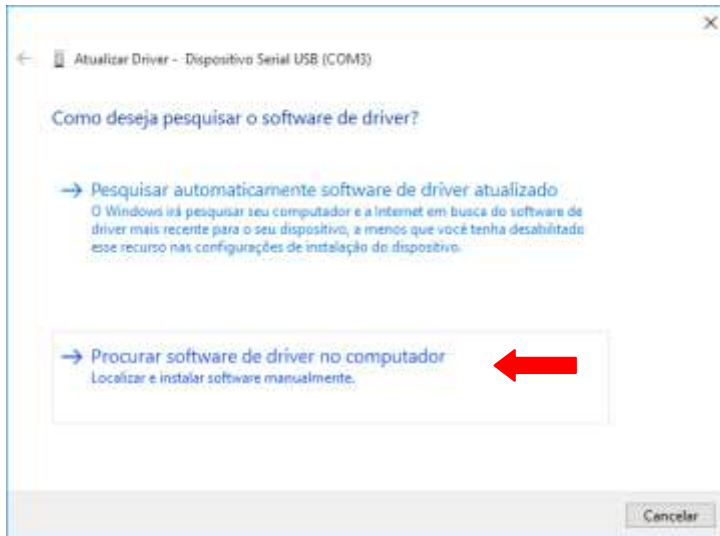 Atualizar Driver - Dispositivo Serial USB (COM3)
Como deseja pesquisar o software de driver?
Pesquisar automaticamente software de driver atualizado
O Windows irá pesquisar seu computador e a Internet em busca do software de
driver mais recente para o seu dispositivo, a menos que você tenha desabilitado
esse recurso nas configurações de instalação do dispositivo.
Procurar software de driver no computador
Localizar e instalar software manualmente.
Cancelar